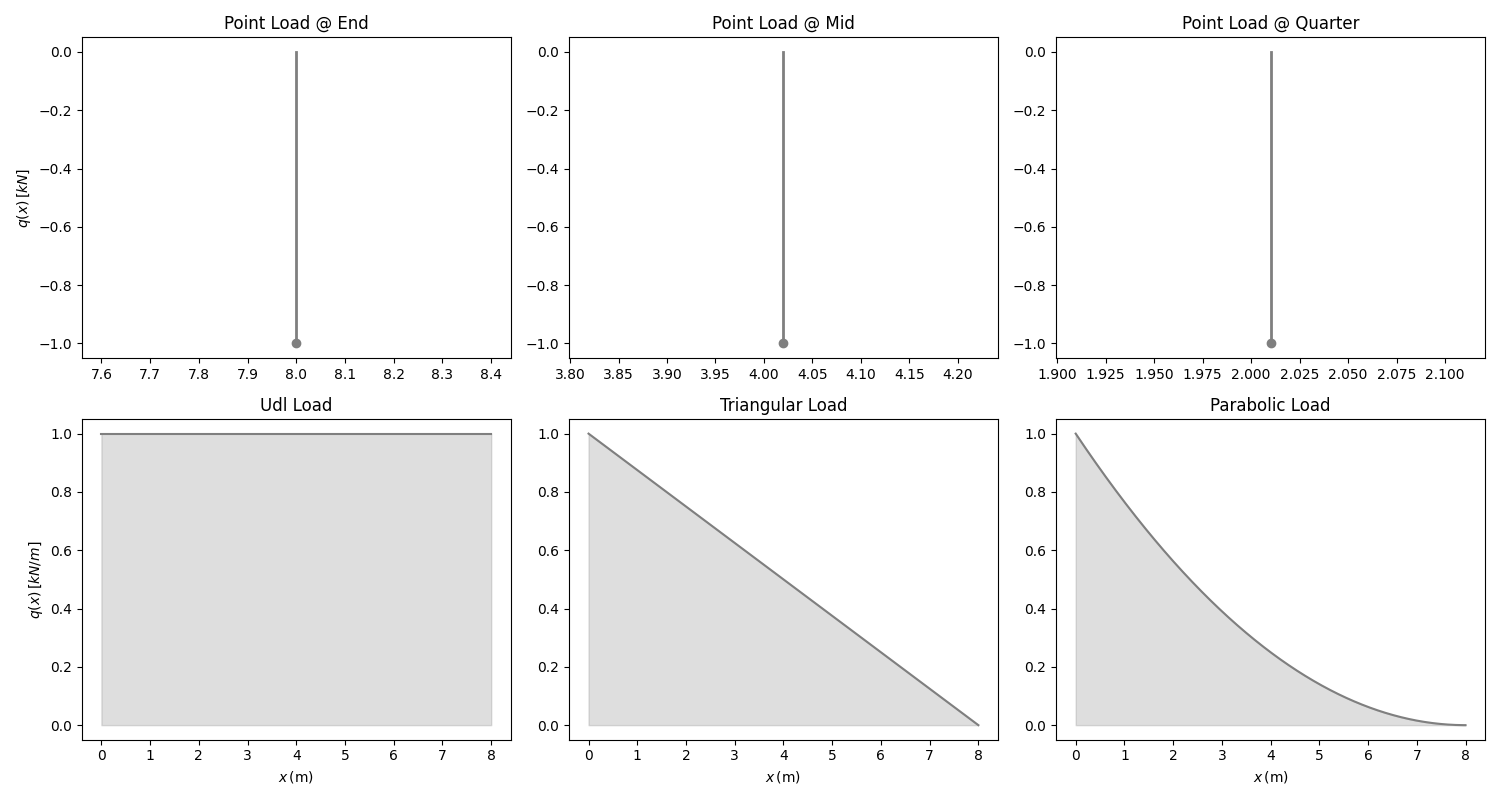 Point Load @ End
0.0
−0.2
−0.4
−0.6
−0.8
−1.0
q(x) [kN]
7.6 7.7 7.8 7.9 8.0 8.1 8.2 8.3 8.4
Point Load @ Mid
0.0
−0.2
−0.4
−0.6
−0.8
−1.0
3.80 3.85 3.90 3.95 4.00 4.05 4.10 4.15 4.20
Point Load @ Quarter
0.0
−0.2
−0.4
−0.6
−0.8
−1.0
1.900 1.925 1.950 1.975 2.000 2.025 2.050 2.075 2.100
Udl Load
1.0
0.8
0.6
0.4
0.2
0.0
q(x) [kN/m]
0 1 2 3 4 5 6 7 8
x (m)
Triangular Load
1.0
0.8
0.6
0.4
0.2
0.0
0 1 2 3 4 5 6 7 8
x (m)
Parabolic Load
1.0
0.8
0.6
0.4
0.2
0.0
0 1 2 3 4 5 6 7 8
x (m)